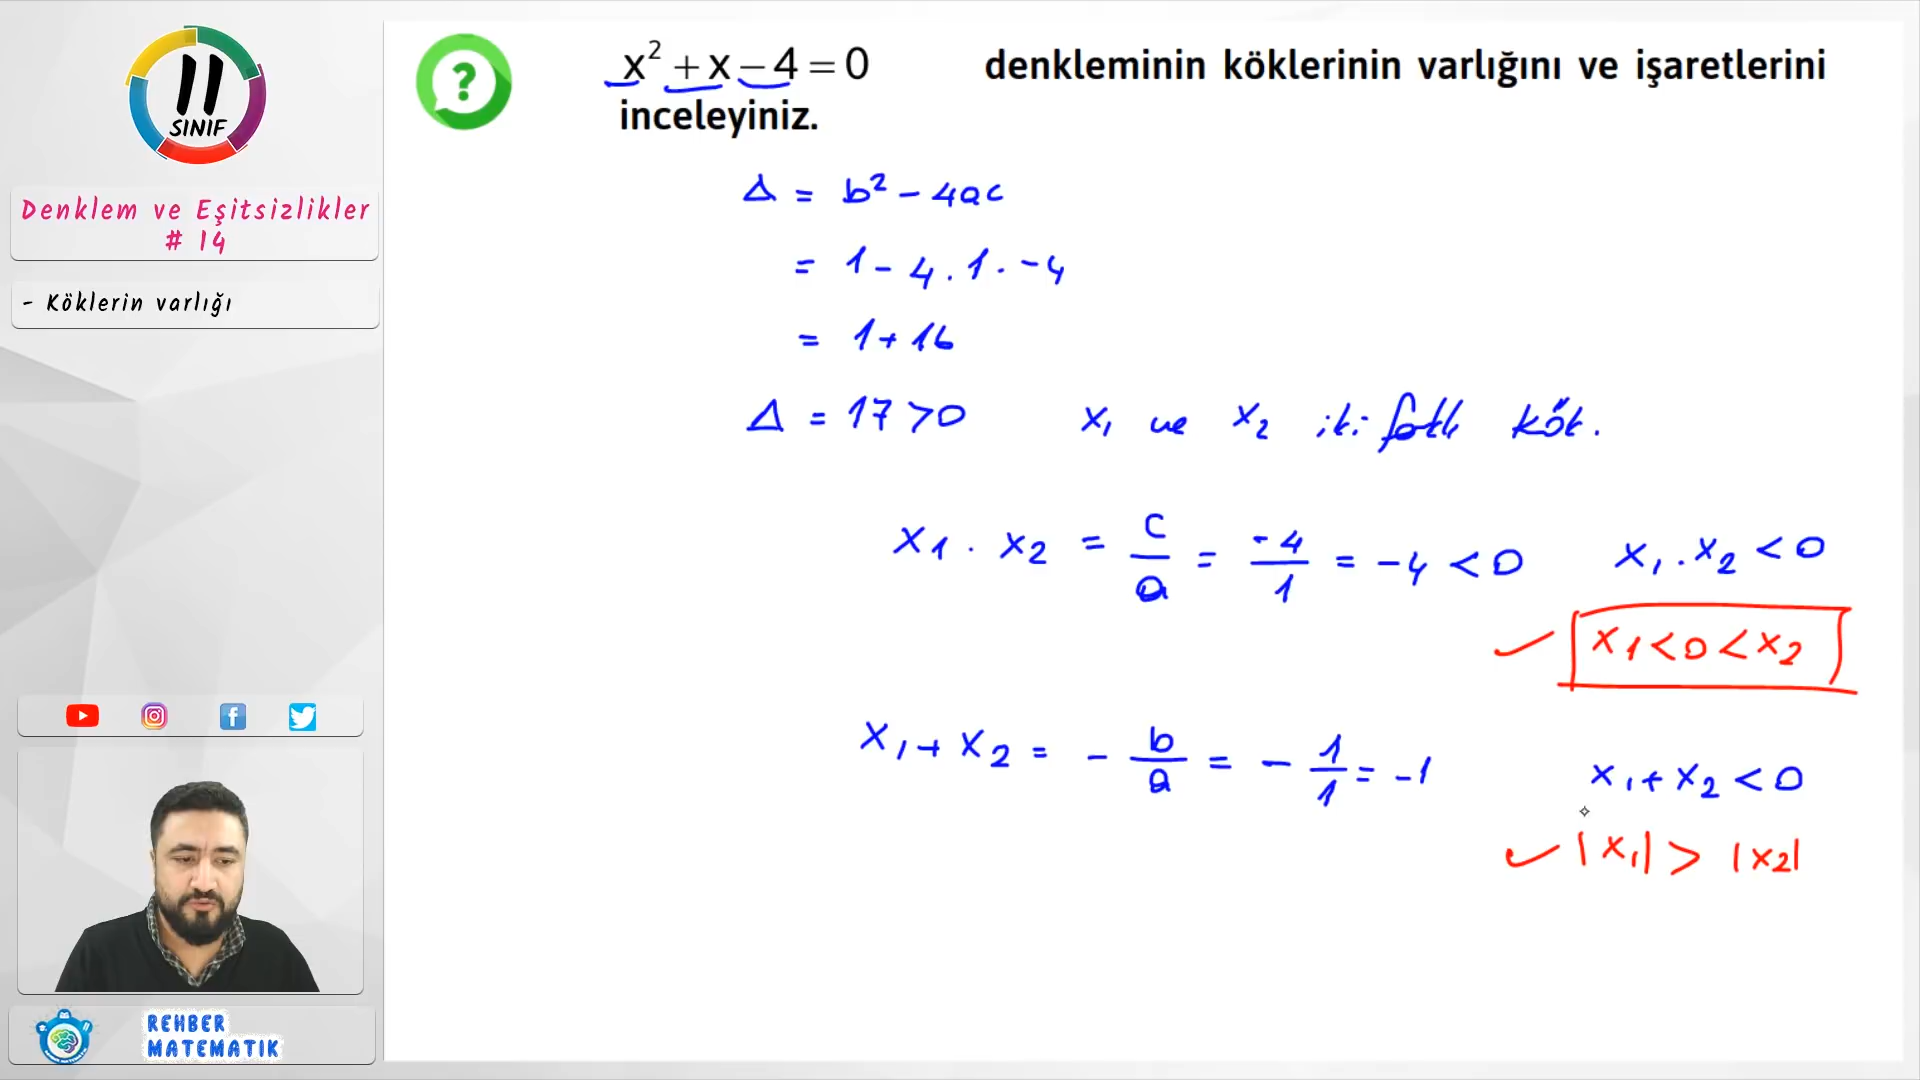 11
SINIF
Denklem ve Eşitsizlikler
# 14
- Köklerin varlığı
REHBER
MATEMATİK
?
x² + x − 4 = 0 denkleminin köklerinin varlığını ve işaretlerini
inceleyiniz.
Δ = b² - 4ac
= 1 - 4 . 1 . -4
= 1 + 16
Δ = 17 > 0 x₁ ve x₂ iki farklı kök.
x₁ . x₂ = c/a = -4/1 = -4 < 0 x₁ . x₂ < 0
x₁ < 0 < x₂
x₁ + x₂ = - b/a = - 1/1 = -1 x₁ + x₂ < 0
|x₁| > |x₂|